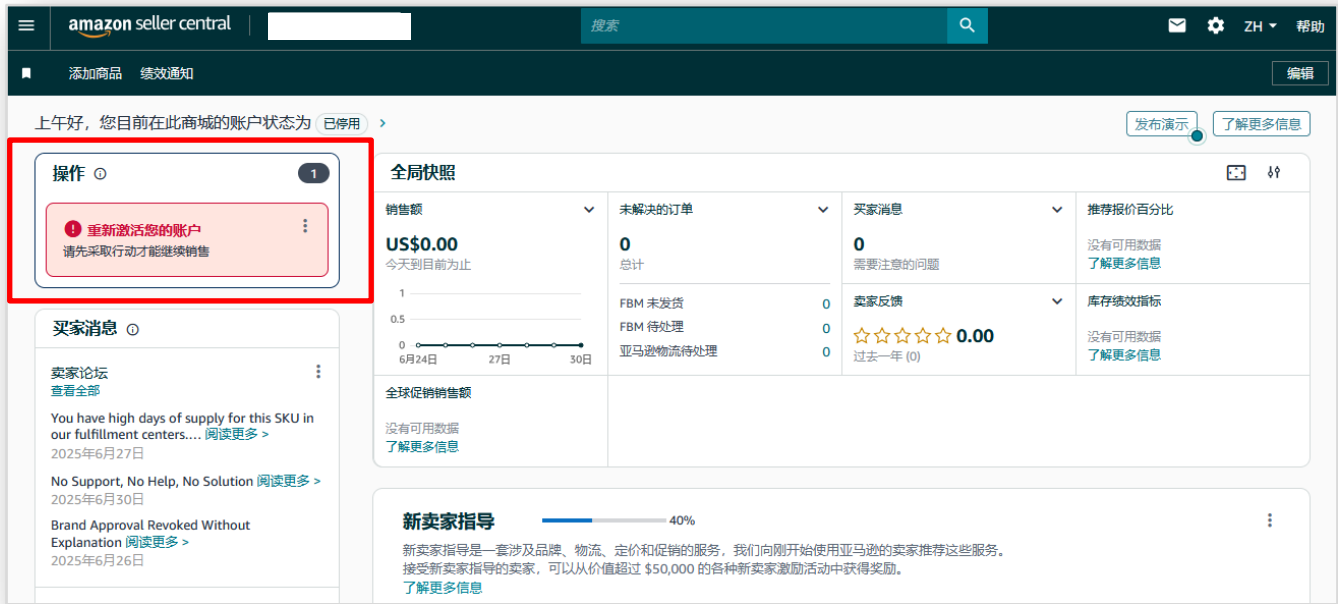 amazon seller central
搜索
ZH
帮助
添加商品 绩效通知
编辑
上午好，您目前在此商城的账户状态为 已停用 >
发布演示
了解更多信息
操作
1
重新激活您的账户
请先采取行动才能继续销售
买家消息
卖家论坛
查看全部
You have high days of supply for this SKU in
our fulfillment centers.... 阅读更多 >
2025年6月27日
No Support, No Help, No Solution 阅读更多 >
2025年6月30日
Brand Approval Revoked Without
Explanation 阅读更多 >
2025年6月26日
全局快照
销售额
US$0.00
今天到目前为止
1
0.5
0
6月24日 27日 30日
未解决的订单
0
总计
FBM 未发货 0
FBM 待处理 0
亚马逊物流待处理 0
买家消息
0
需要注意的问题
卖家反馈
0.00
过去一年 (0)
推荐报价百分比
没有可用数据
了解更多信息
库存绩效指标
没有可用数据
了解更多信息
全球促销销售额
没有可用数据
了解更多信息
新卖家指导
40%
新卖家指导是一套涉及品牌、物流、定价和促销的服务，我们向刚开始使用亚马逊的卖家推荐这些服务。
接受新卖家指导的卖家，可以从价值超过 $50,000 的各种新卖家激励活动中获得奖励。
了解更多信息